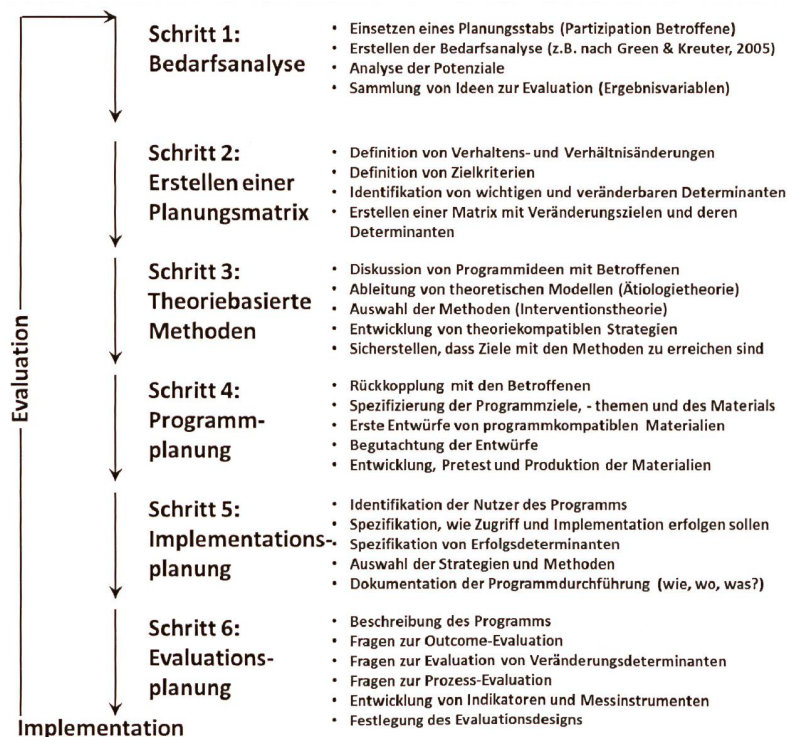 Schritt 1:
Bedarfsanalyse
• Einsetzen eines Planungsstabs (Partizipation Betroffene)
• Erstellen der Bedarfsanalyse (z.B. nach Green & Kreuter, 2005)
• Analyse der Potenziale
• Sammlung von Ideen zur Evaluation (Ergebnisvariablen)
Schritt 2:
Erstellen einer
Planungsmatrix
• Definition von Verhaltens- und Verhältnisänderungen
• Definition von Zielkriterien
• Identifikation von wichtigen und veränderbaren Determinanten
• Erstellen einer Matrix mit Veränderungszielen und deren
Determinanten
Schritt 3:
Theoriebasierte
Methoden
• Diskussion von Programmideen mit Betroffenen
• Ableitung von theoretischen Modellen (Ätiologietheorie)
• Auswahl der Methoden (Interventionstheorie)
• Entwicklung von theoriekompatiblen Strategien
• Sicherstellen, dass Ziele mit den Methoden zu erreichen sind
Evaluation
Schritt 4:
Programm-
planung
• Rückkopplung mit den Betroffenen
• Spezifizierung der Programmziele, - themen und des Materials
• Erste Entwürfe von programmkompatiblen Materialien
• Begutachtung der Entwürfe
• Entwicklung, Pretest und Produktion der Materialien
Schritt 5:
Implementations-
planung
• Identifikation der Nutzer des Programms
• Spezifikation, wie Zugriff und Implementation erfolgen sollen
• Spezifikation von Erfolgsdeterminanten
• Auswahl der Strategien und Methoden
• Dokumentation der Programmdurchführung (wie, wo, was?)
Schritt 6:
Evaluations-
planung
• Beschreibung des Programms
• Fragen zur Outcome-Evaluation
• Fragen zur Evaluation von Veränderungsdeterminanten
• Fragen zur Prozess-Evaluation
• Entwicklung von Indikatoren und Messinstrumenten
• Festlegung des Evaluationsdesigns
Implementation